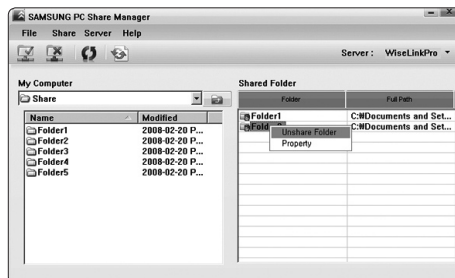 SAMSUNG PC Share Manager
File Share Server Help
Server : WiseLinkPro
My Computer
Share
Name Modified
Folder1 2008-02-20 P...
Folder2 2008-02-20 P...
Folder3 2008-02-20 P...
Folder4 2008-02-20 P...
Folder5 2008-02-20 P...
Shared Folder
Folder Full Path
Folder1 C:₩Documents and Set...
C:₩Documents and Set...
Unshare Folder
Property